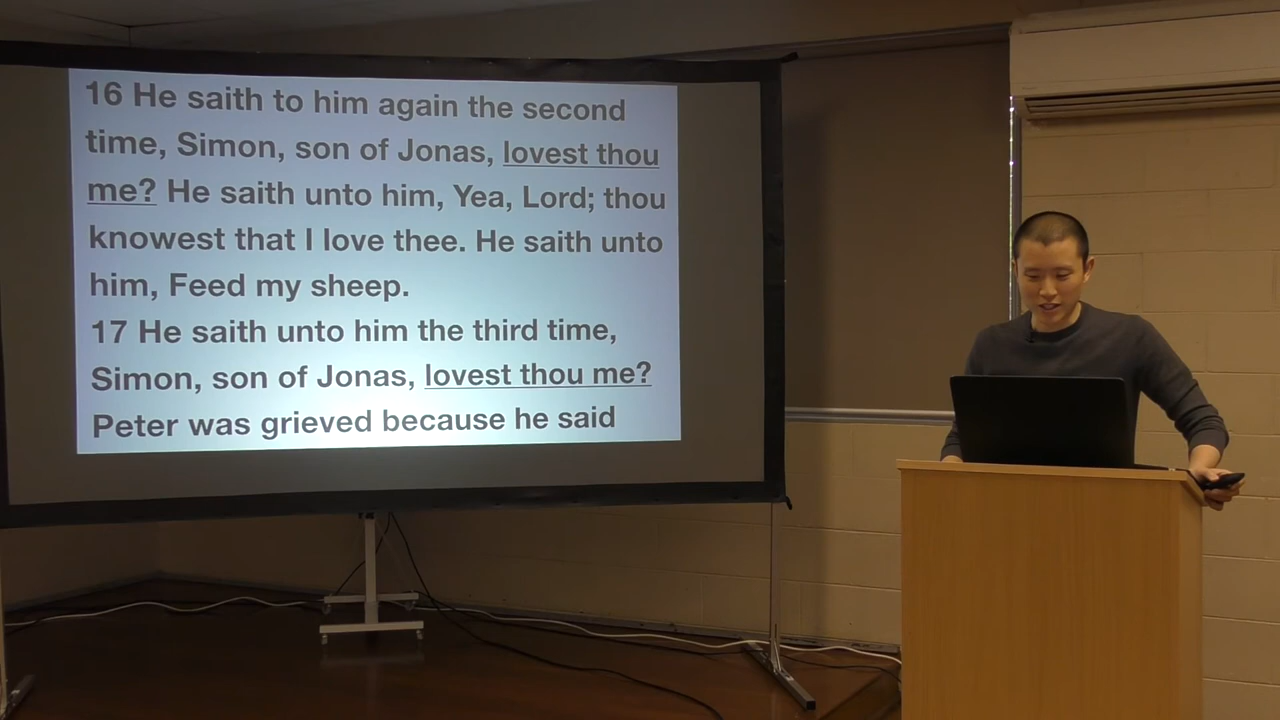 16 He saith to him again the second
time, Simon, son of Jonas, lovest thou
me? He saith unto him, Yea, Lord; thou
knowest that I love thee. He saith unto
him, Feed my sheep.
17 He saith unto him the third time,
Simon, son of Jonas, lovest thou me?
Peter was grieved because he said